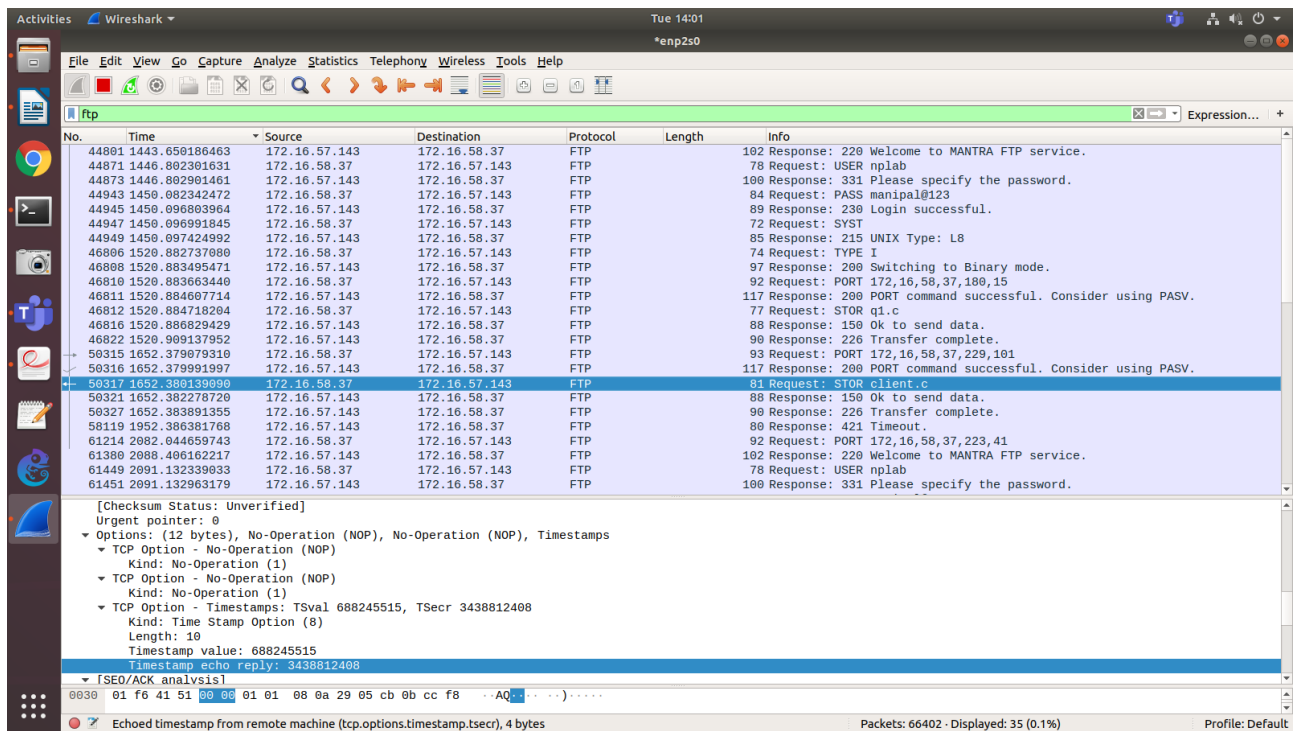 Activities Wireshark Tue 14:01
*enp2s0
File Edit View Go Capture Analyze Statistics Telephony Wireless Tools Help
ftp Expression… +
No. Time Source Destination Protocol Length Info
44801 1443.650186463 172.16.57.143 172.16.58.37 FTP 102 Response: 220 Welcome to MANTRA FTP service.
44871 1446.802301631 172.16.58.37 172.16.57.143 FTP 78 Request: USER nplab
44873 1446.802901461 172.16.57.143 172.16.58.37 FTP 100 Response: 331 Please specify the password.
44943 1450.082342472 172.16.58.37 172.16.57.143 FTP 84 Request: PASS manipal@123
44945 1450.096803964 172.16.57.143 172.16.58.37 FTP 89 Response: 230 Login successful.
44947 1450.096991845 172.16.58.37 172.16.57.143 FTP 72 Request: SYST
44949 1450.097424992 172.16.57.143 172.16.58.37 FTP 85 Response: 215 UNIX Type: L8
46806 1520.882737080 172.16.58.37 172.16.57.143 FTP 74 Request: TYPE I
46808 1520.883495471 172.16.57.143 172.16.58.37 FTP 97 Response: 200 Switching to Binary mode.
46810 1520.883663440 172.16.58.37 172.16.57.143 FTP 92 Request: PORT 172,16,58,37,180,15
46811 1520.884607714 172.16.57.143 172.16.58.37 FTP 117 Response: 200 PORT command successful. Consider using PASV.
46812 1520.884718204 172.16.58.37 172.16.57.143 FTP 77 Request: STOR q1.c
46816 1520.886829429 172.16.57.143 172.16.58.37 FTP 88 Response: 150 Ok to send data.
46822 1520.909137952 172.16.57.143 172.16.58.37 FTP 90 Response: 226 Transfer complete.
50315 1652.379079310 172.16.58.37 172.16.57.143 FTP 93 Request: PORT 172,16,58,37,229,101
50316 1652.379991997 172.16.57.143 172.16.58.37 FTP 117 Response: 200 PORT command successful. Consider using PASV.
50317 1652.380139090 172.16.58.37 172.16.57.143 FTP 81 Request: STOR client.c
50321 1652.382278720 172.16.57.143 172.16.58.37 FTP 88 Response: 150 Ok to send data.
50327 1652.383891355 172.16.57.143 172.16.58.37 FTP 90 Response: 226 Transfer complete.
58119 1952.386381768 172.16.57.143 172.16.58.37 FTP 80 Response: 421 Timeout.
61214 2082.044659743 172.16.58.37 172.16.57.143 FTP 92 Request: PORT 172,16,58,37,223,41
61380 2088.406162217 172.16.57.143 172.16.58.37 FTP 102 Response: 220 Welcome to MANTRA FTP service.
61449 2091.132339033 172.16.58.37 172.16.57.143 FTP 78 Request: USER nplab
61451 2091.132963179 172.16.57.143 172.16.58.37 FTP 100 Response: 331 Please specify the password.
[Checksum Status: Unverified]
Urgent pointer: 0
Options: (12 bytes), No-Operation (NOP), No-Operation (NOP), Timestamps
TCP Option - No-Operation (NOP)
Kind: No-Operation (1)
TCP Option - No-Operation (NOP)
Kind: No-Operation (1)
TCP Option - Timestamps: TSval 688245515, TSecr 3438812408
Kind: Time Stamp Option (8)
Length: 10
Timestamp value: 688245515
Timestamp echo reply: 3438812408
[SEQ/ACK analysis]
0030 01 f6 41 51 00 00 01 01 08 0a 29 05 cb 0b cc f8 ··AQ···· ··)·····
Echoed timestamp from remote machine (tcp.options.timestamp.tsecr), 4 bytes Packets: 66402 · Displayed: 35 (0.1%) Profile: Default